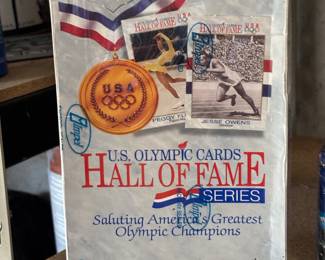 HALL OF FAME
HALL OF FAME
USA
PEGGY
JESSE OWENS
Impel
U.S. OLYMPIC CARDS
HALL OF FAME
SERIES
Saluting America's Greatest
Olympic Champions